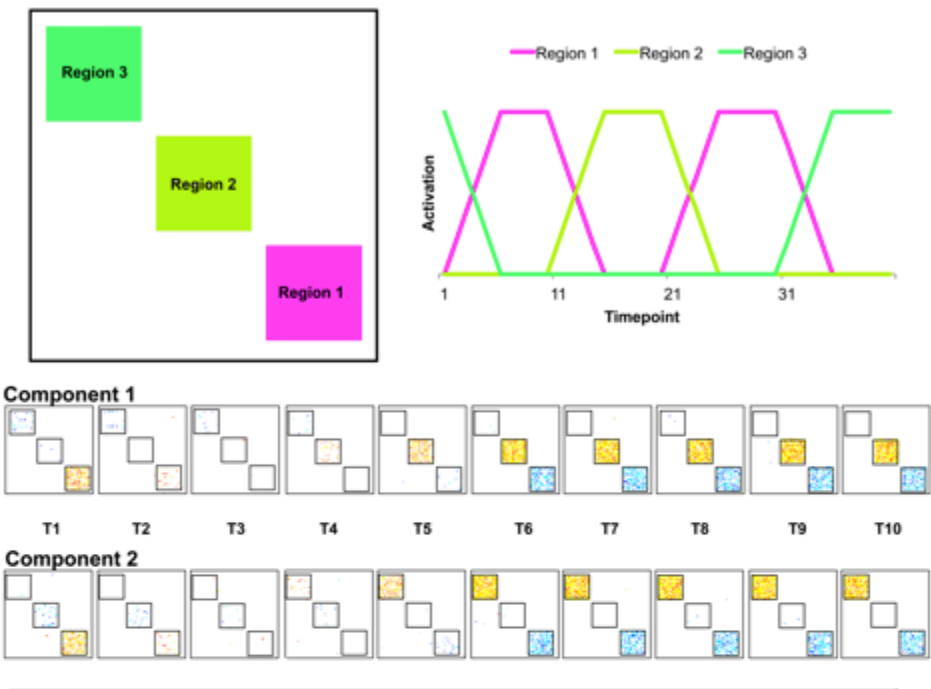 Region 3
Region 2
Region 1
Region 1 Region 2 Region 3
Activation
1 11 21 31
Timepoint
Component 1
T1 T2 T3 T4 T5 T6 T7 T8 T9 T10
Component 2